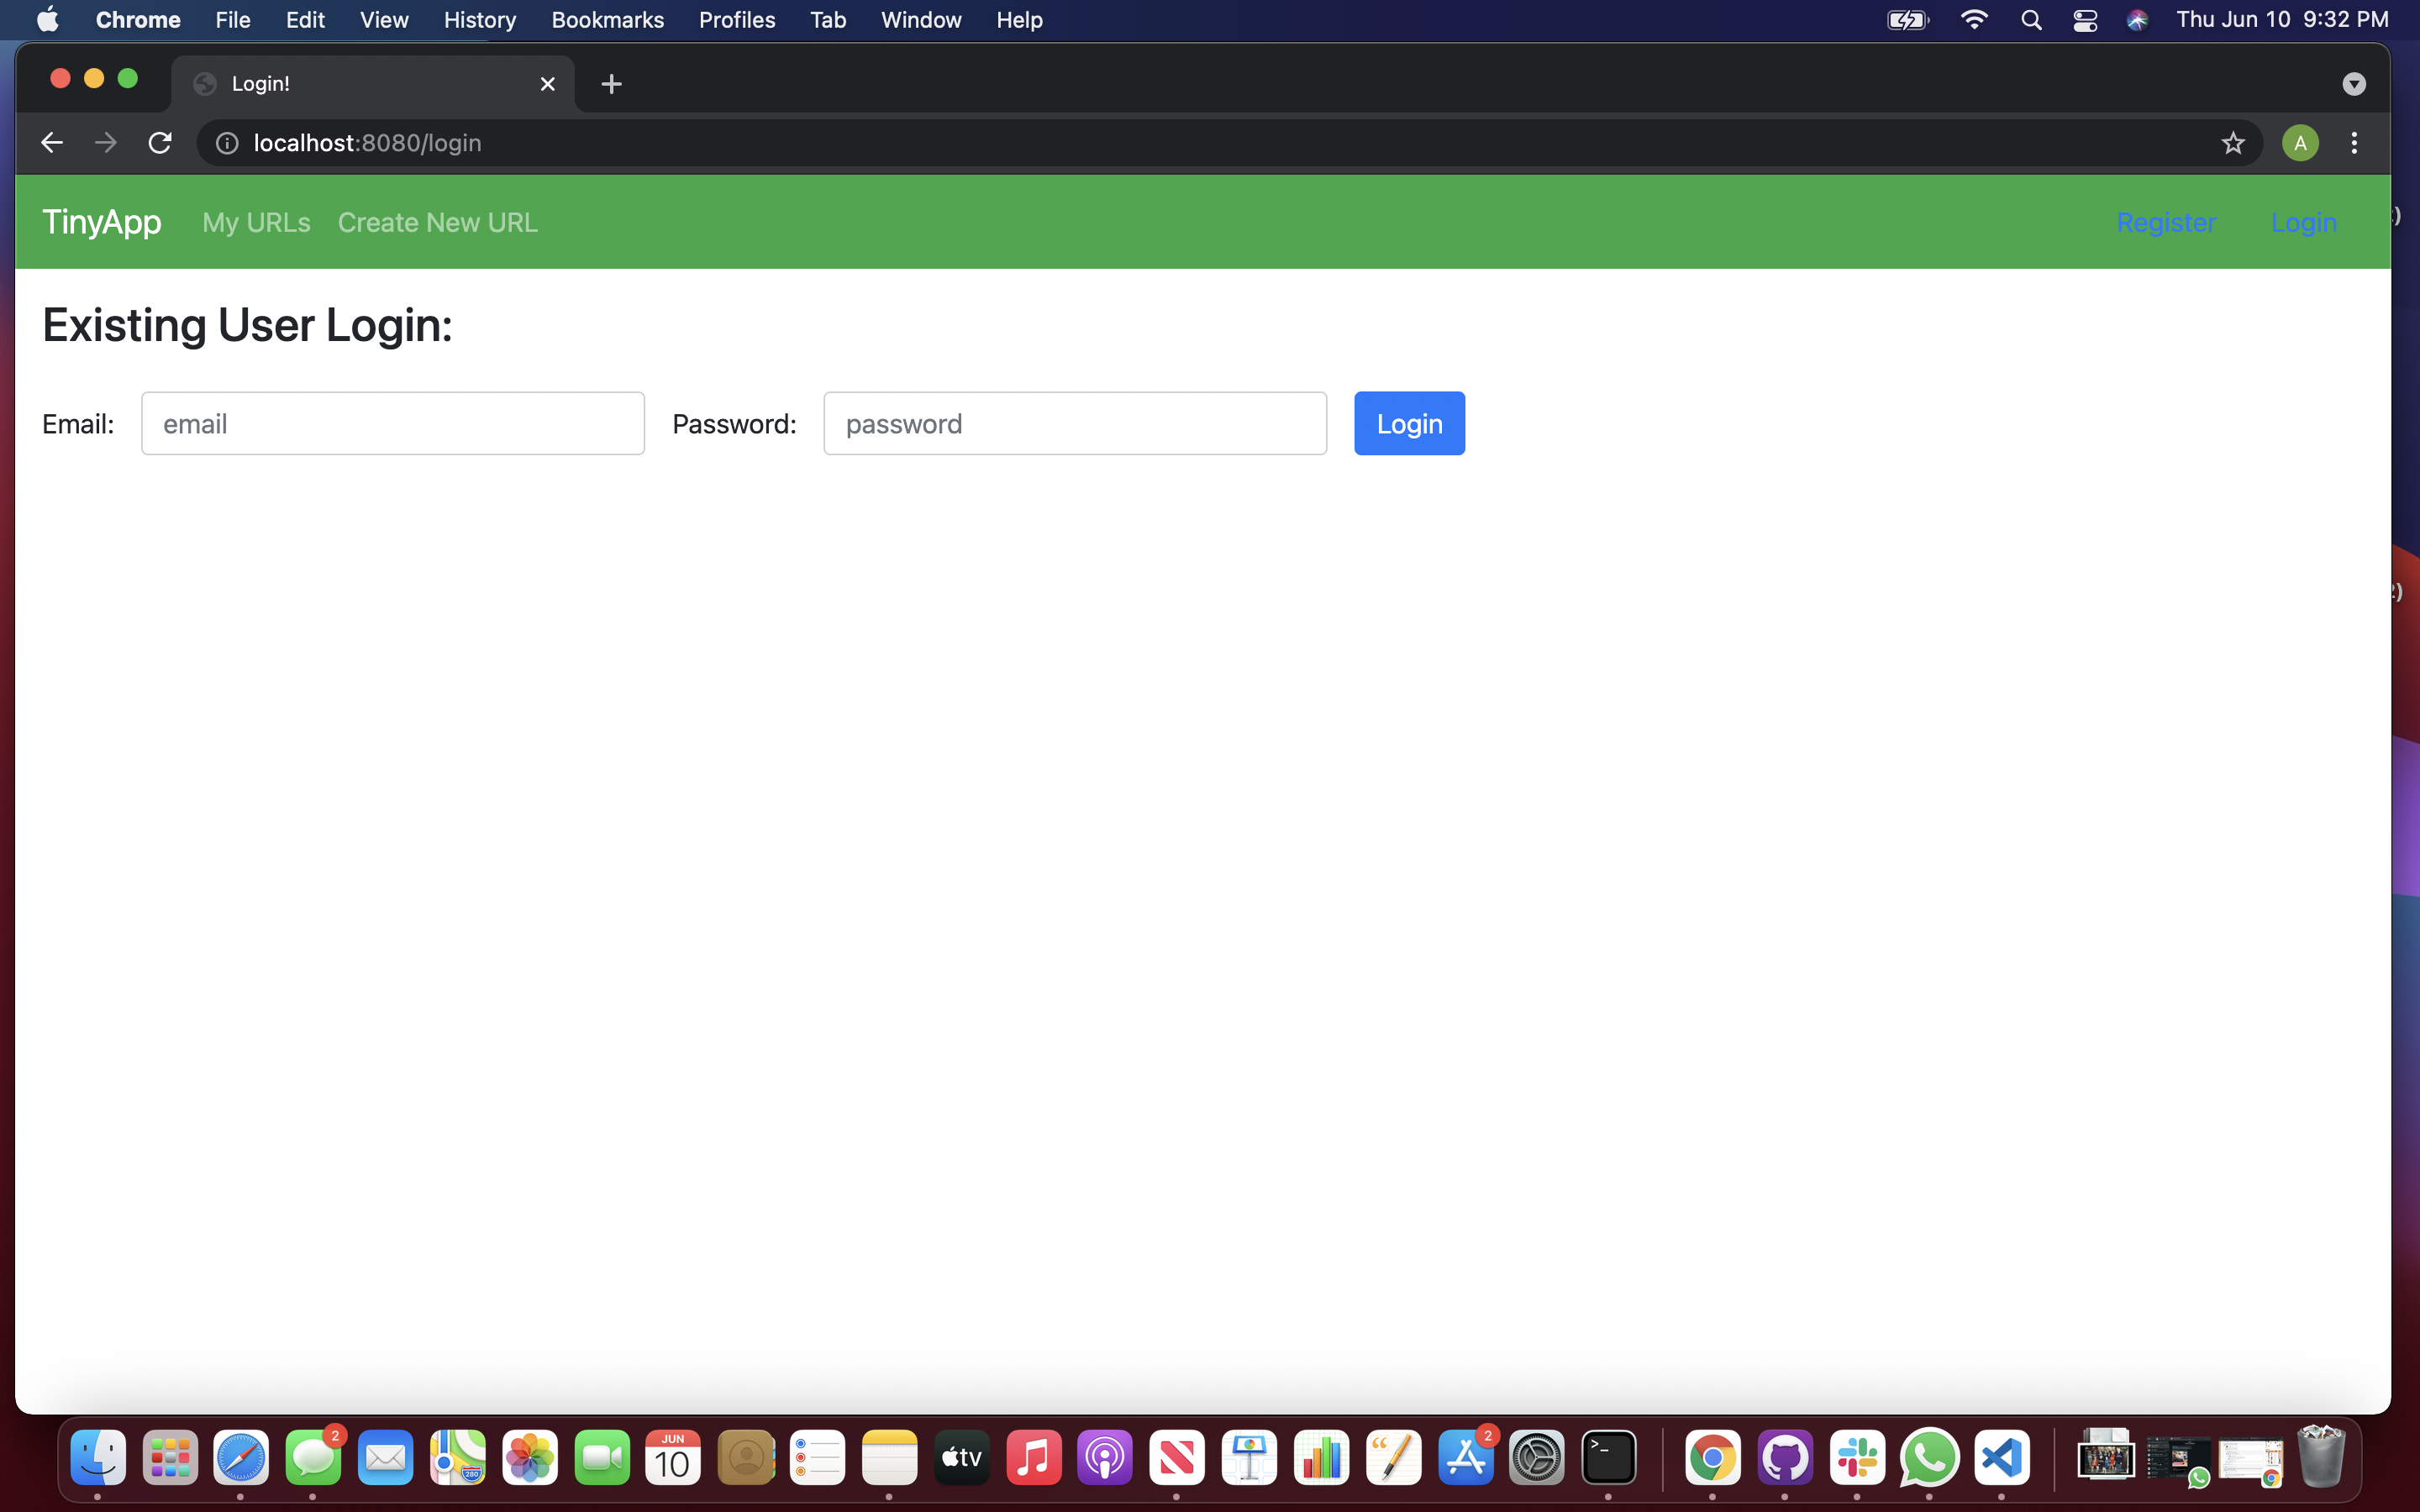 Chrome File Edit View History Bookmarks Profiles Tab Window Help Thu Jun 10 9:32 PM
Login!
localhost:8080/login
A
TinyApp My URLs Create New URL Register Login
Existing User Login:
Email: email Password: password Login
2
JUN
10
280
tv
2
>_